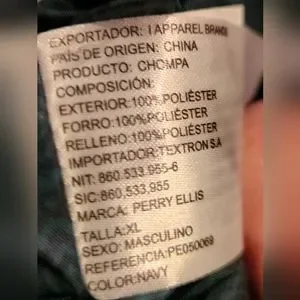 EXPORTADOR: I APPAREL BRAND
PAÍS DE ORIGEN: CHINA
PRODUCTO: CHOMPA
COMPOSICIÓN:
EXTERIOR:100%POLIÉSTER
FORRO:100%POLIÉSTER
RELLENO:100%POLIÉSTER
IMPORTADOR:TEXTRON S.A
NIT: 860.533.955-6
SIC: 860.533.955
MARCA: PERRY ELLIS
TALLA:XL
SEXO: MASCULINO
REFERENCIA:PE050069
COLOR:NAVY